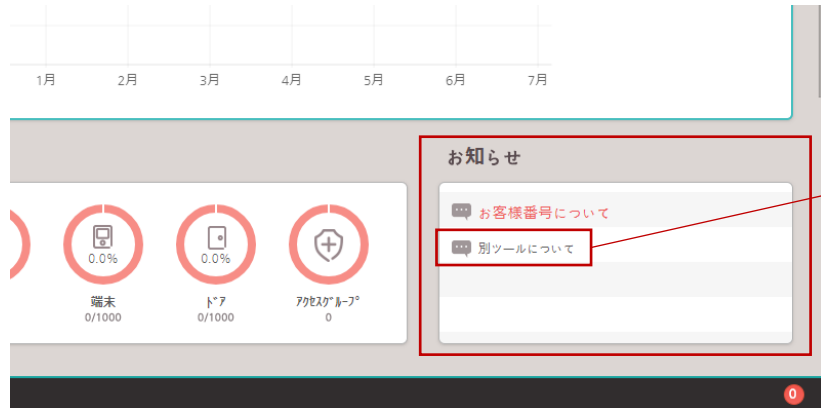 1月 2月 3月 4月 5月 6月 7月
お知らせ
お客様番号について
別ツールについて
0.0% 0.0%
端末 ドア アクセスグループ
0/1000 0/1000 0
0